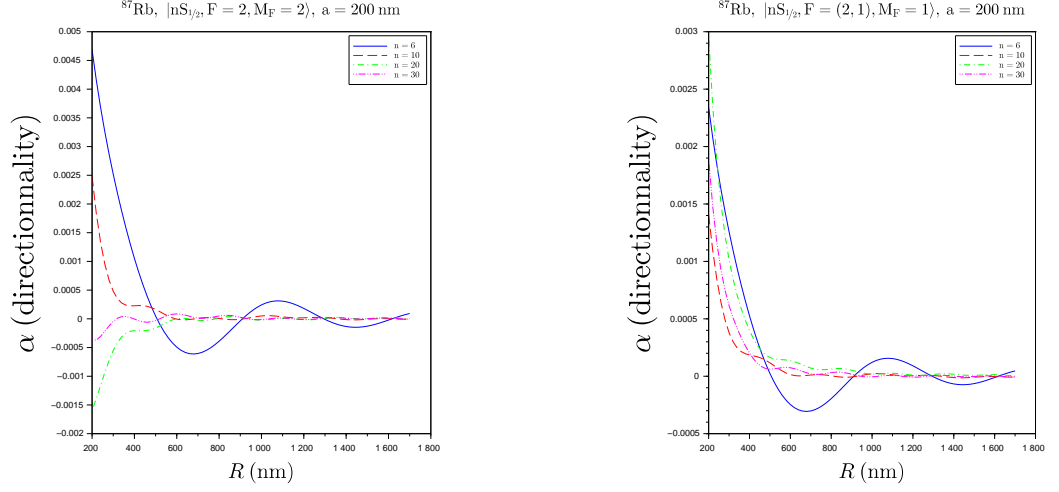 ⁸⁷Rb, |nS₁/₂, F = 2, M_F = 2⟩, a = 200 nm
0.005
0.0045
0.004
0.0035
0.003
0.0025
0.002
0.0015
0.001
0.0005
0
−0.0005
−0.001
−0.0015
−0.002
α (directionnality)
n = 6
n = 10
n = 20
n = 30
200 400 600 800 1 000 1 200 1 400 1 600 1 800
R (nm)
⁸⁷Rb, |nS₁/₂, F = (2, 1), M_F = 1⟩, a = 200 nm
0.003
0.0025
0.002
0.0015
0.001
0.0005
0
−0.0005
α (directionnality)
n = 6
n = 10
n = 20
n = 30
200 400 600 800 1 000 1 200 1 400 1 600 1 800
R (nm)